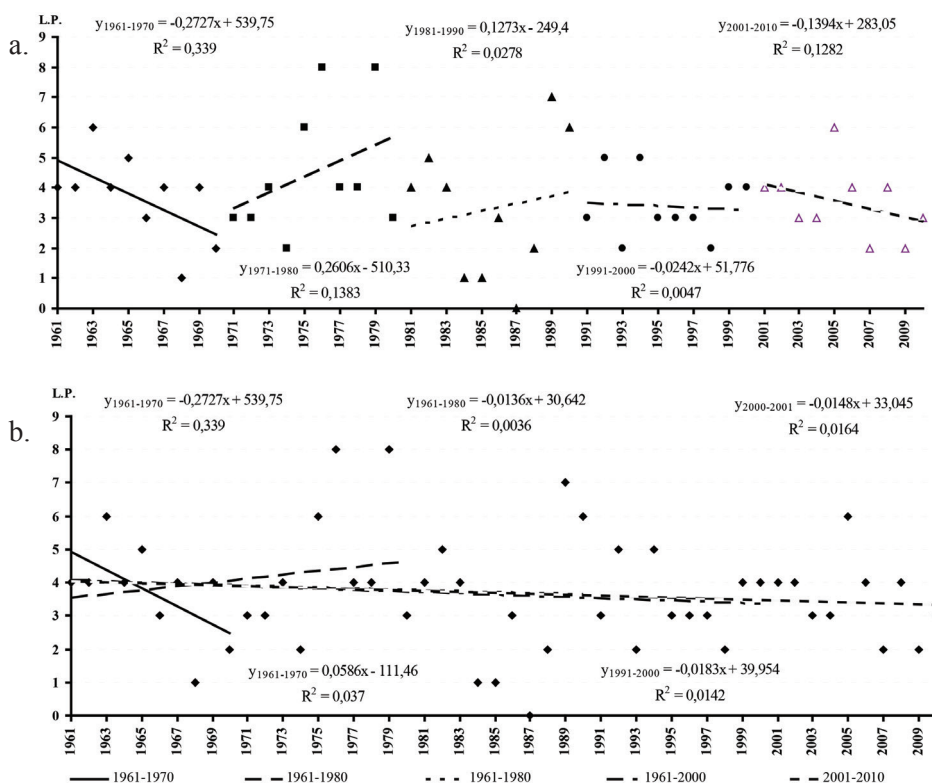 y1961-1970 = -0,2727x + 539,75
R² = 0,339
y1981-1990 = 0,1273x - 249,4
R² = 0,0278
y2001-2010 = -0,1394x + 283,05
R² = 0,1282
L.P.
a.
9
8
7
6
5
4
3
2
1
0
y1971-1980 = 0,2606x - 510,33
R² = 0,1383
y1991-2000 = -0,0242x + 51,776
R² = 0,0047
1961 1963 1965 1967 1969 1971 1973 1975 1977 1979 1981 1983 1985 1987 1989 1991 1993 1995 1997 1999 2001 2003 2005 2007 2009
L.P.
y1961-1970 = -0,2727x + 539,75
R² = 0,339
y1961-1980 = -0,0136x + 30,642
R² = 0,0036
y2000-2001 = -0,0148x + 33,045
R² = 0,0164
b.
9
8
7
6
5
4
3
2
1
0
y1961-1970 = 0,0586x - 111,46
R² = 0,037
y1991-2000 = -0,0183x + 39,954
R² = 0,0142
1961 1963 1965 1967 1969 1971 1973 1975 1977 1979 1981 1983 1985 1987 1989 1991 1993 1995 1997 1999 2001 2003 2005 2007 2009
1961-1970 1961-1980 1961-1980 1961-2000 2001-2010